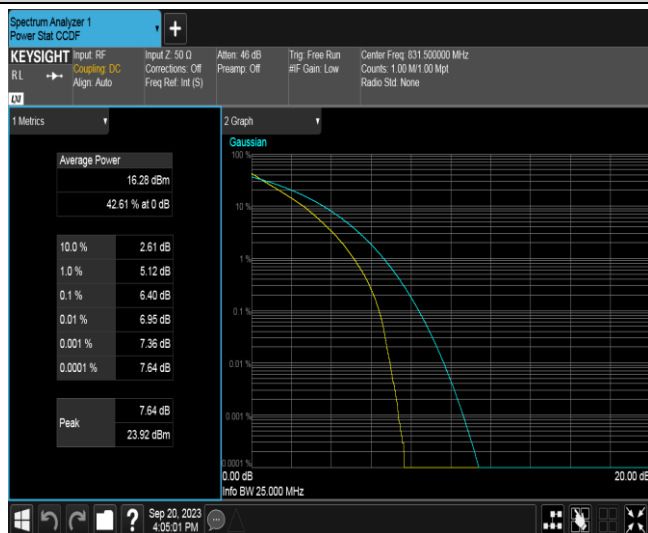 Spectrum Analyzer 1
Power Stat CCDF
+
KEYSIGHT
RL
LXI
Input: RF
Coupling: DC
Align: Auto
Input Z: 50 Ω
Corrections: Off
Freq Ref: Int (S)
Atten: 46 dB
Preamp: Off
Trig: Free Run
#IF Gain: Low
Center Freq: 831.500000 MHz
Counts: 1.00 M/1.00 Mpt
Radio Std: None
1 Metrics
Average Power
16.28 dBm
42.61 % at 0 dB
10.0 % 2.61 dB
1.0 % 5.12 dB
0.1 % 6.40 dB
0.01 % 6.95 dB
0.001 % 7.36 dB
0.0001 % 7.64 dB
Peak
7.64 dB
23.92 dBm
2 Graph
Gaussian
100 %
10 %
1 %
0.1 %
0.01 %
0.001 %
0.0001 %
0.00 dB 20.00 dB
Info BW 25.000 MHz
?
Sep 20, 2023
4:05:01 PM